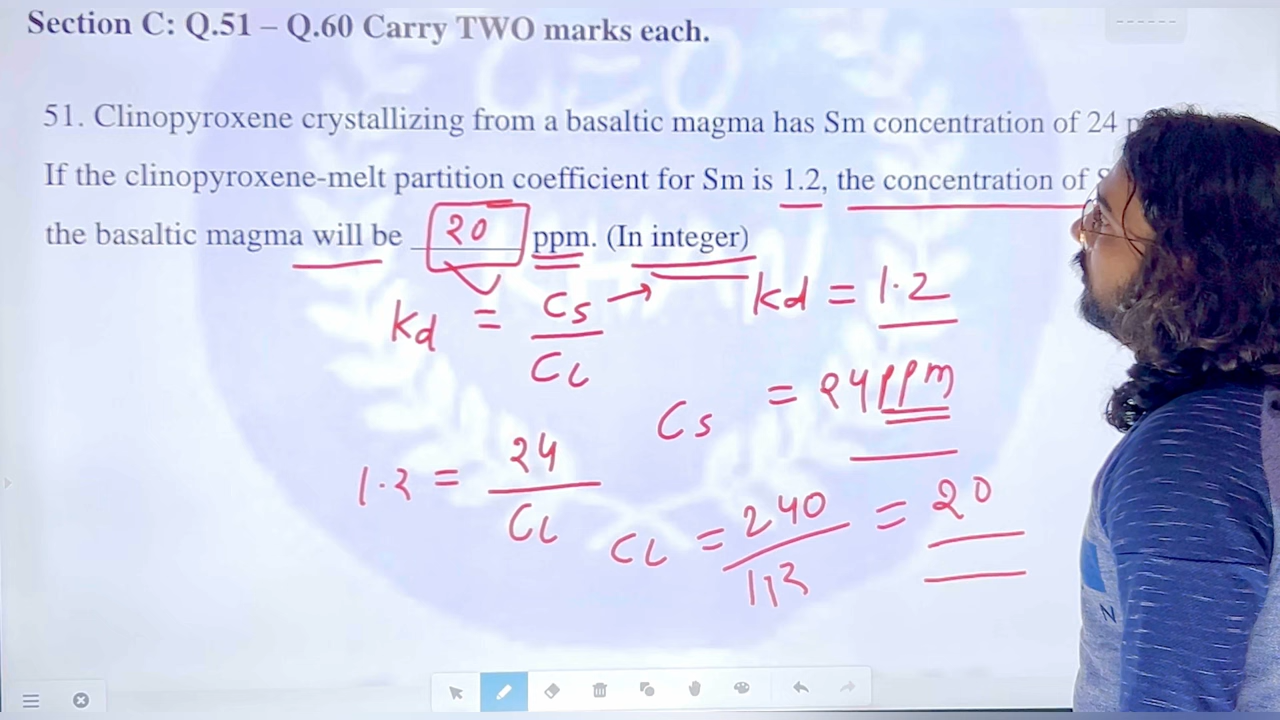 Section C: Q.51 – Q.60 Carry TWO marks each.
51. Clinopyroxene crystallizing from a basaltic magma has Sm concentration of 24
If the clinopyroxene-melt partition coefficient for Sm is 1.2, the concentration of
the basaltic magma will be 20 ppm. (In integer)
Kd = Cs / CL → Kd = 1.2
Cs = 24 ppm
1.2 = 24 / CL
CL = 240 / = 20
N